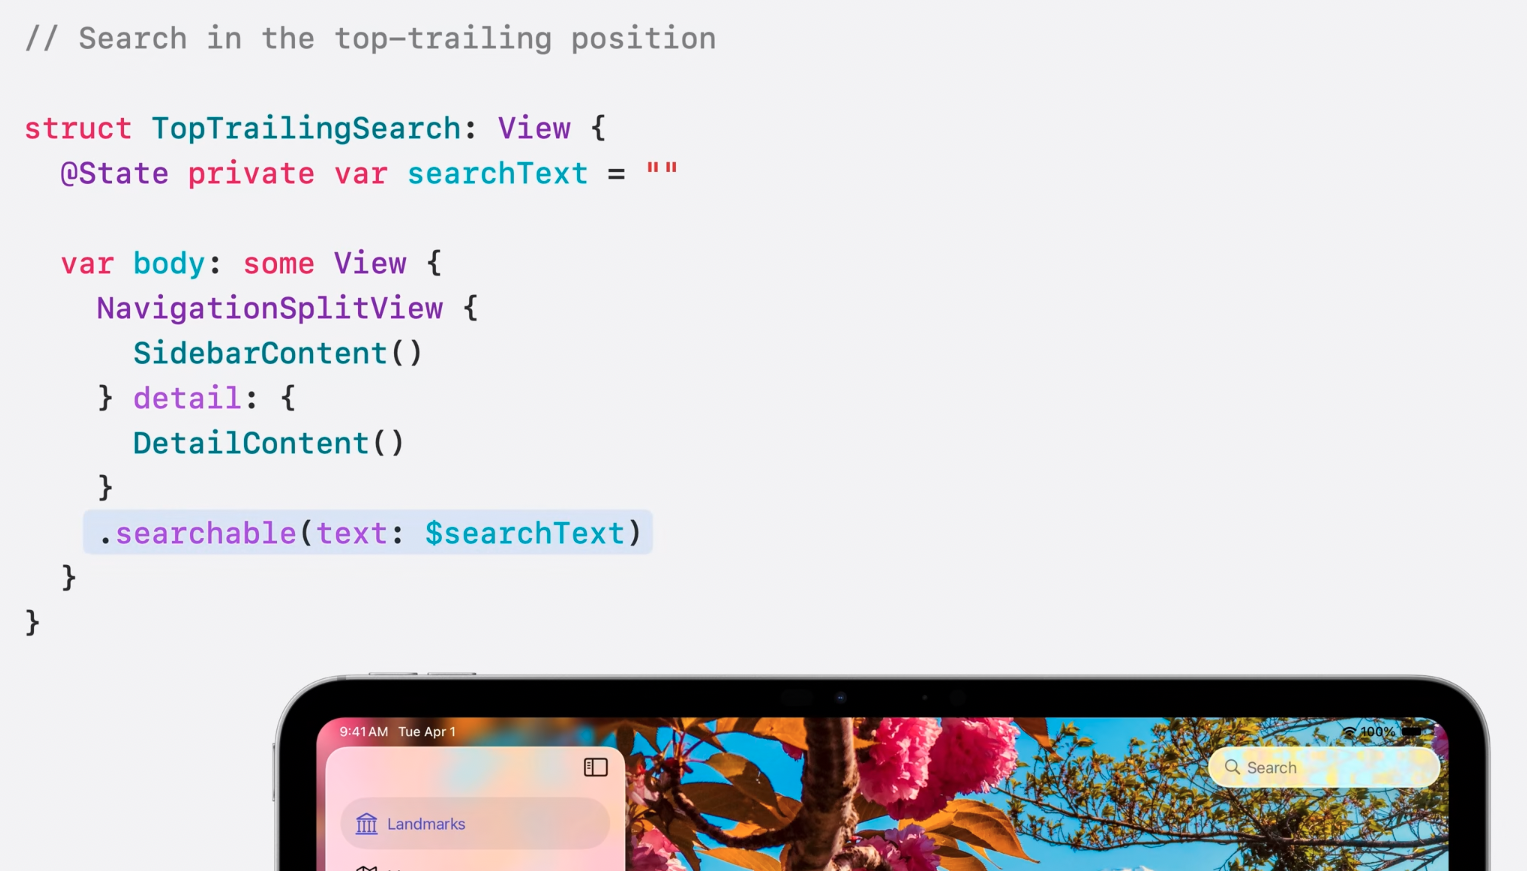 // Search in the top-trailing position
struct TopTrailingSearch: View {
@State private var searchText = ""
var body: some View {
NavigationSplitView {
SidebarContent()
} detail: {
DetailContent()
}
.searchable(text: $searchText)
}
}
9:41 AM Tue Apr 1
100%
Search
Landmarks